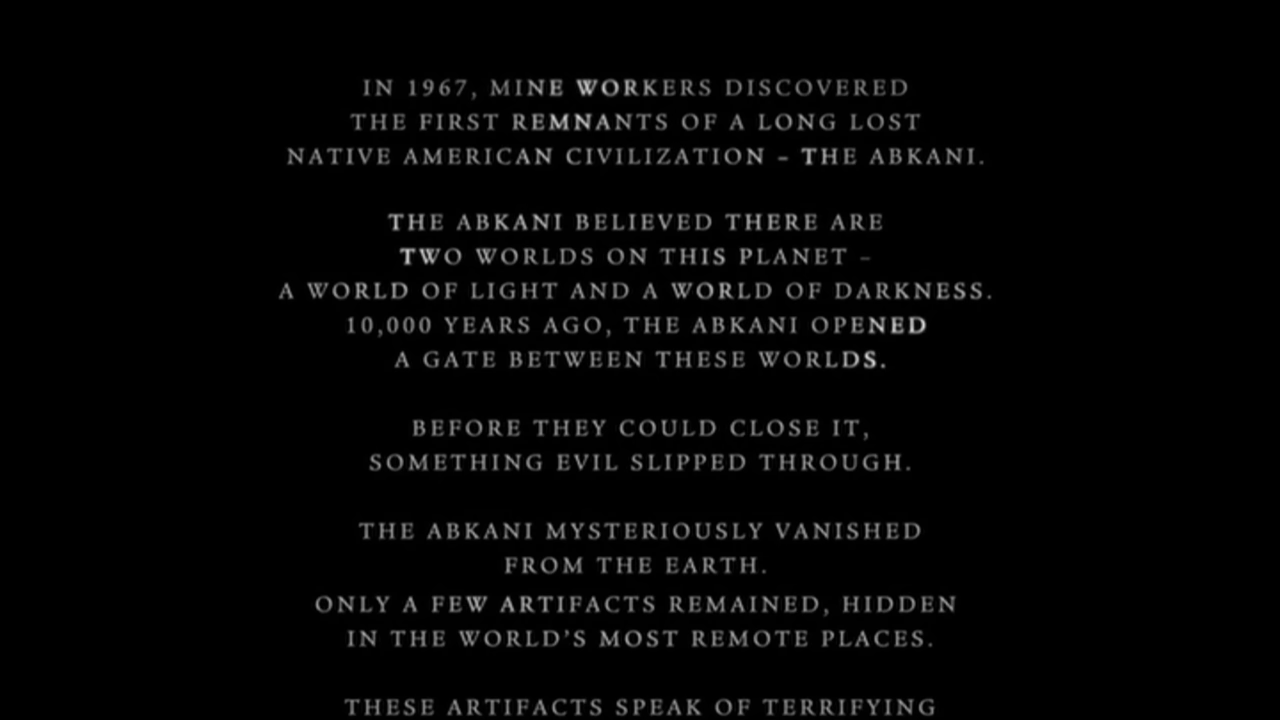 IN 1967, MINE WORKERS DISCOVERED
THE FIRST REMNANTS OF A LONG LOST
NATIVE AMERICAN CIVILIZATION – THE ABKANI.
THE ABKANI BELIEVED THERE ARE
TWO WORLDS ON THIS PLANET –
A WORLD OF LIGHT AND A WORLD OF DARKNESS.
10,000 YEARS AGO, THE ABKANI OPENED
A GATE BETWEEN THESE WORLDS.
BEFORE THEY COULD CLOSE IT,
SOMETHING EVIL SLIPPED THROUGH.
THE ABKANI MYSTERIOUSLY VANISHED
FROM THE EARTH.
ONLY A FEW ARTIFACTS REMAINED, HIDDEN
IN THE WORLD’S MOST REMOTE PLACES.
THESE ARTIFACTS SPEAK OF TERRIFYING